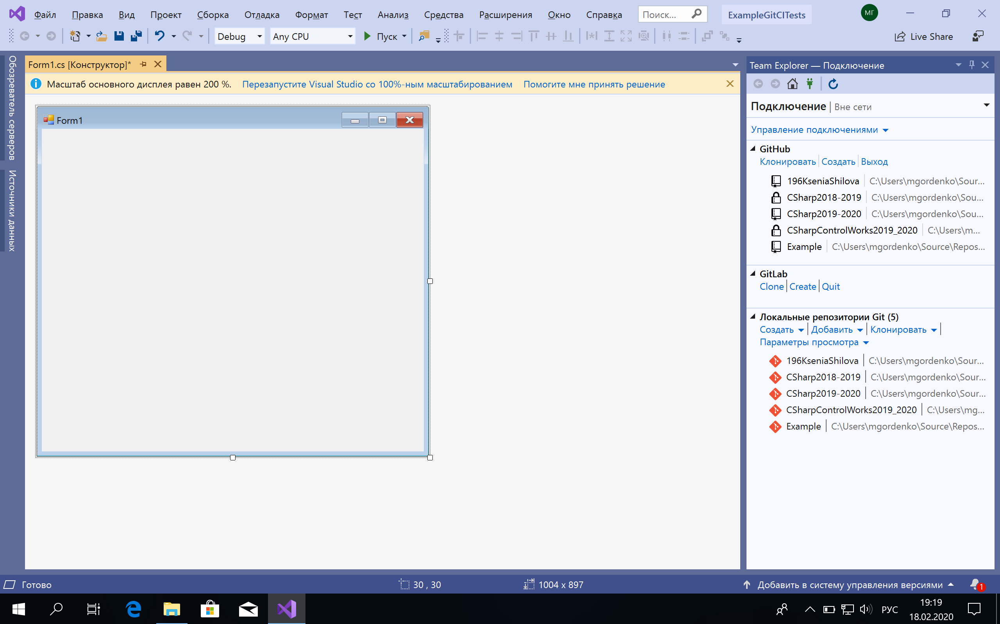 Файл Правка Вид Проект Сборка Отладка Формат Тест Анализ Средства Расширения Окно Справка Поиск... ExampleGitCITests МГ
Debug Any CPU Пуск Live Share
Обозреватель серверов
Источники данных
Form1.cs [Конструктор]*
Масштаб основного дисплея равен 200 %. Перезапустите Visual Studio со 100%-ным масштабированием Помогите мне принять решение
Form1
Team Explorer — Подключение
Подключение | Вне сети
Управление подключениями
GitHub
Клонировать Создать Выход
196KseniaShilova C:\Users\mgordenko\Sour...
CSharp2018-2019 C:\Users\mgordenko\Sou...
CSharp2019-2020 C:\Users\mgordenko\Sou...
CSharpControlWorks2019_2020 C:\Users\m...
Example C:\Users\mgordenko\Source\Repos...
GitLab
Clone Create Quit
Локальные репозитории Git (5)
Создать Добавить Клонировать
Параметры просмотра
196KseniaShilova C:\Users\mgordenko\Sour...
CSharp2018-2019 C:\Users\mgordenko\Sour...
CSharp2019-2020 C:\Users\mgordenko\Sour...
CSharpControlWorks2019_2020 C:\Users\mg...
Example C:\Users\mgordenko\Source\Repos...
Готово 30 , 30 1004 x 897 Добавить в систему управления версиями 1
РУС
19:19
18.02.2020